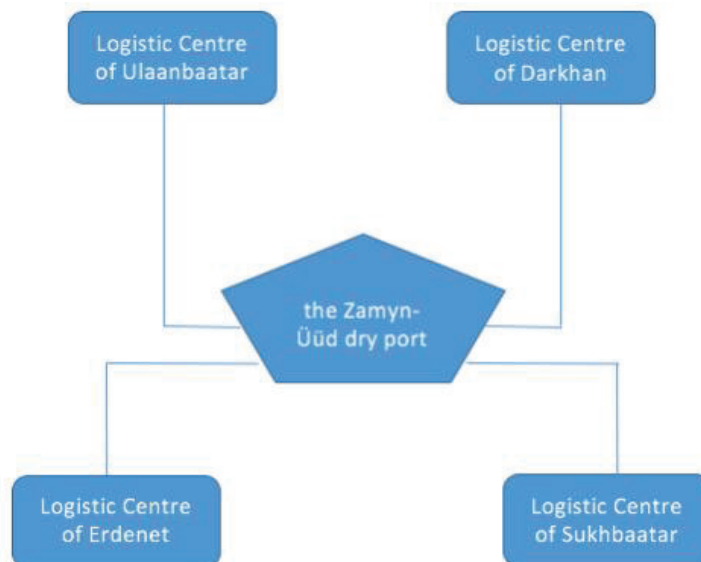 Logistic Centre
of Ulaanbaatar
Logistic Centre
of Darkhan
the Zamyn-
Üüd dry port
Logistic Centre
of Erdenet
Logistic Centre
of Sukhbaatar